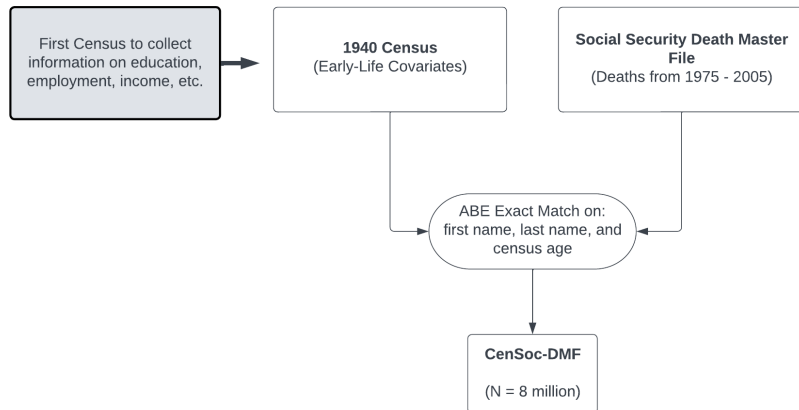 First Census to collect
information on education,
employment, income, etc.
1940 Census
(Early-Life Covariates)
Social Security Death Master
File
(Deaths from 1975 - 2005)
ABE Exact Match on:
first name, last name, and
census age
CenSoc-DMF
(N = 8 million)